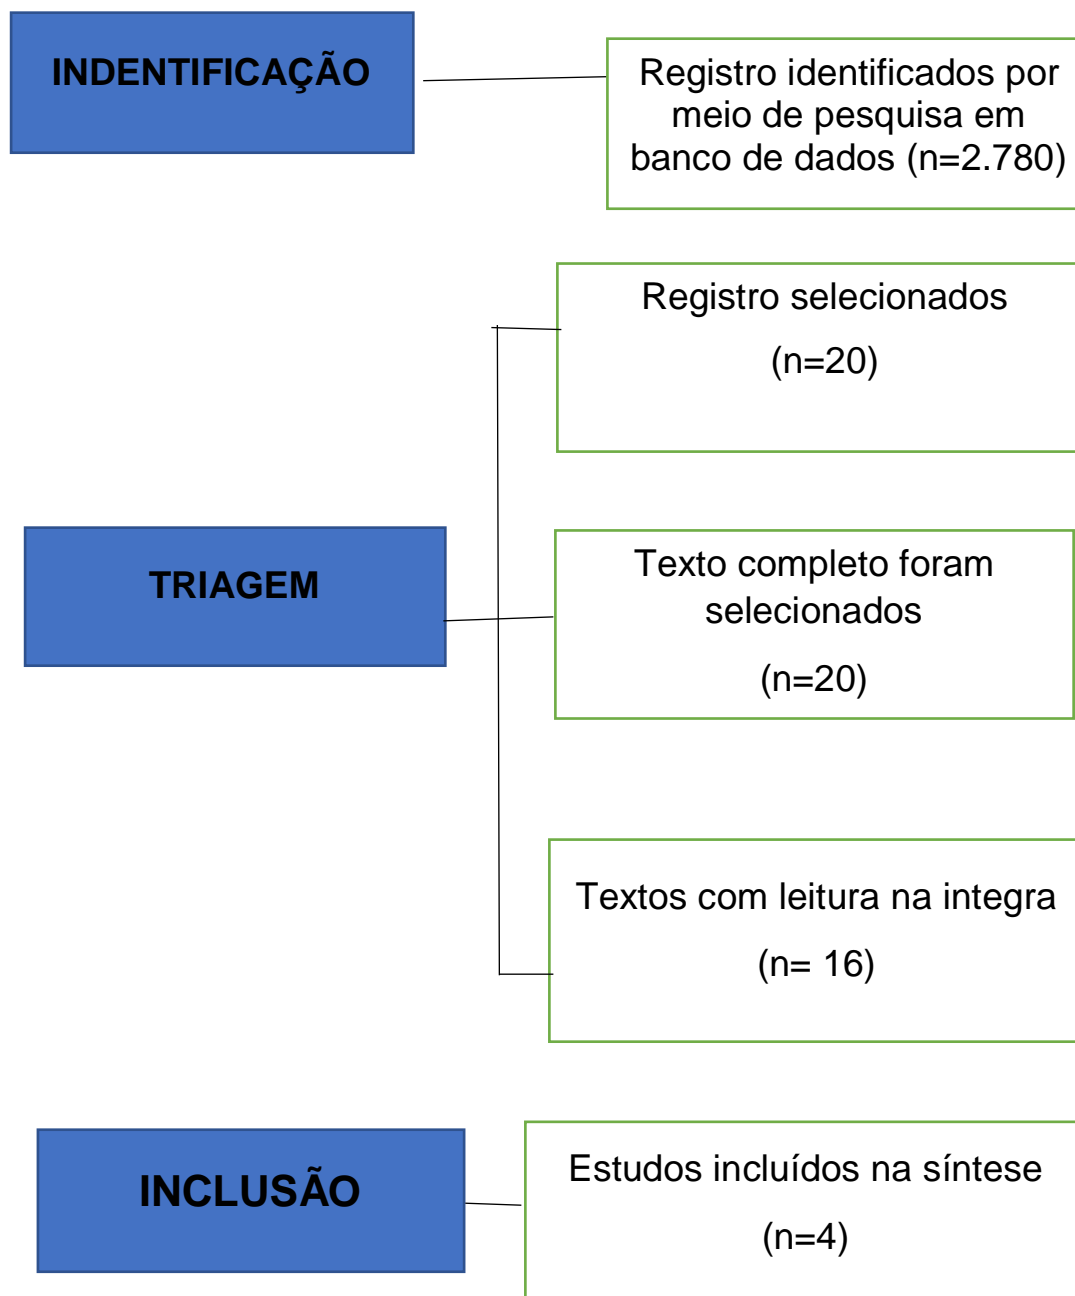 INDENTIFICAÇÃO
Registro identificados por
meio de pesquisa em
banco de dados (n=2.780)
Registro selecionados
(n=20)
TRIAGEM
Texto completo foram
selecionados
(n=20)
Textos com leitura na integra
(n= 16)
INCLUSÃO
Estudos incluídos na síntese
(n=4)